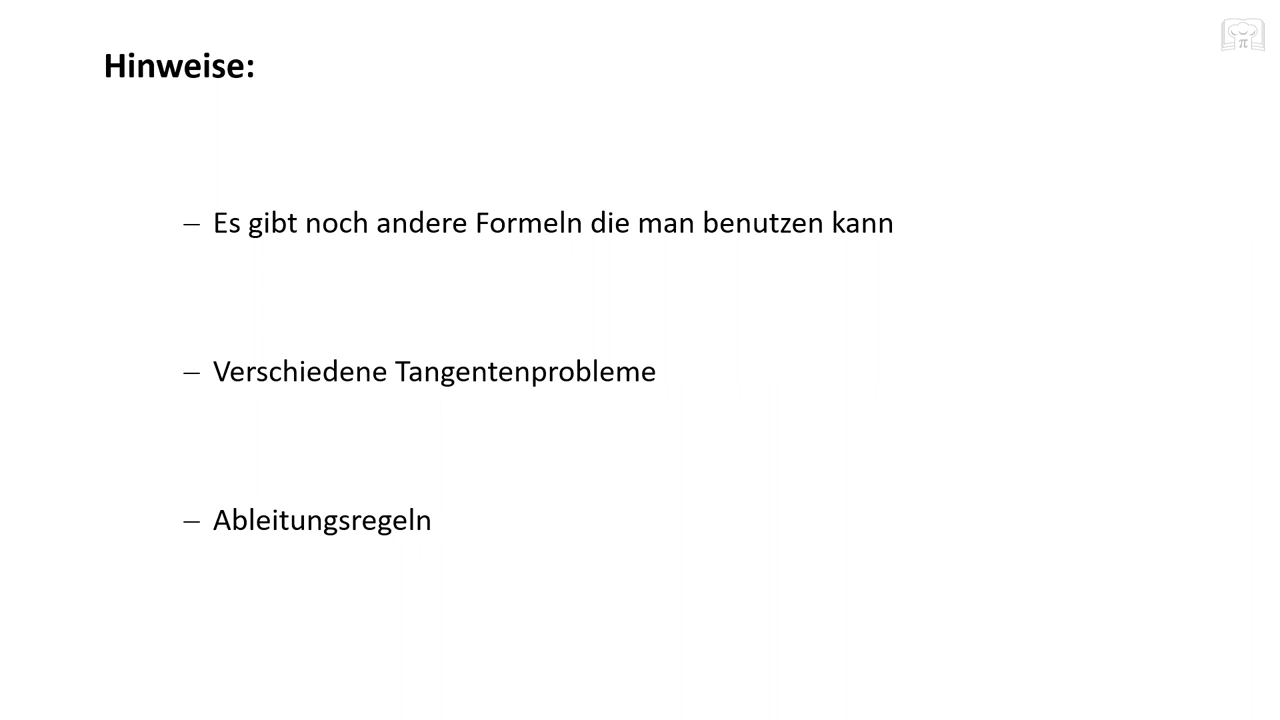 Hinweise:
– Es gibt noch andere Formeln die man benutzen kann
– Verschiedene Tangentenprobleme
– Ableitungsregeln